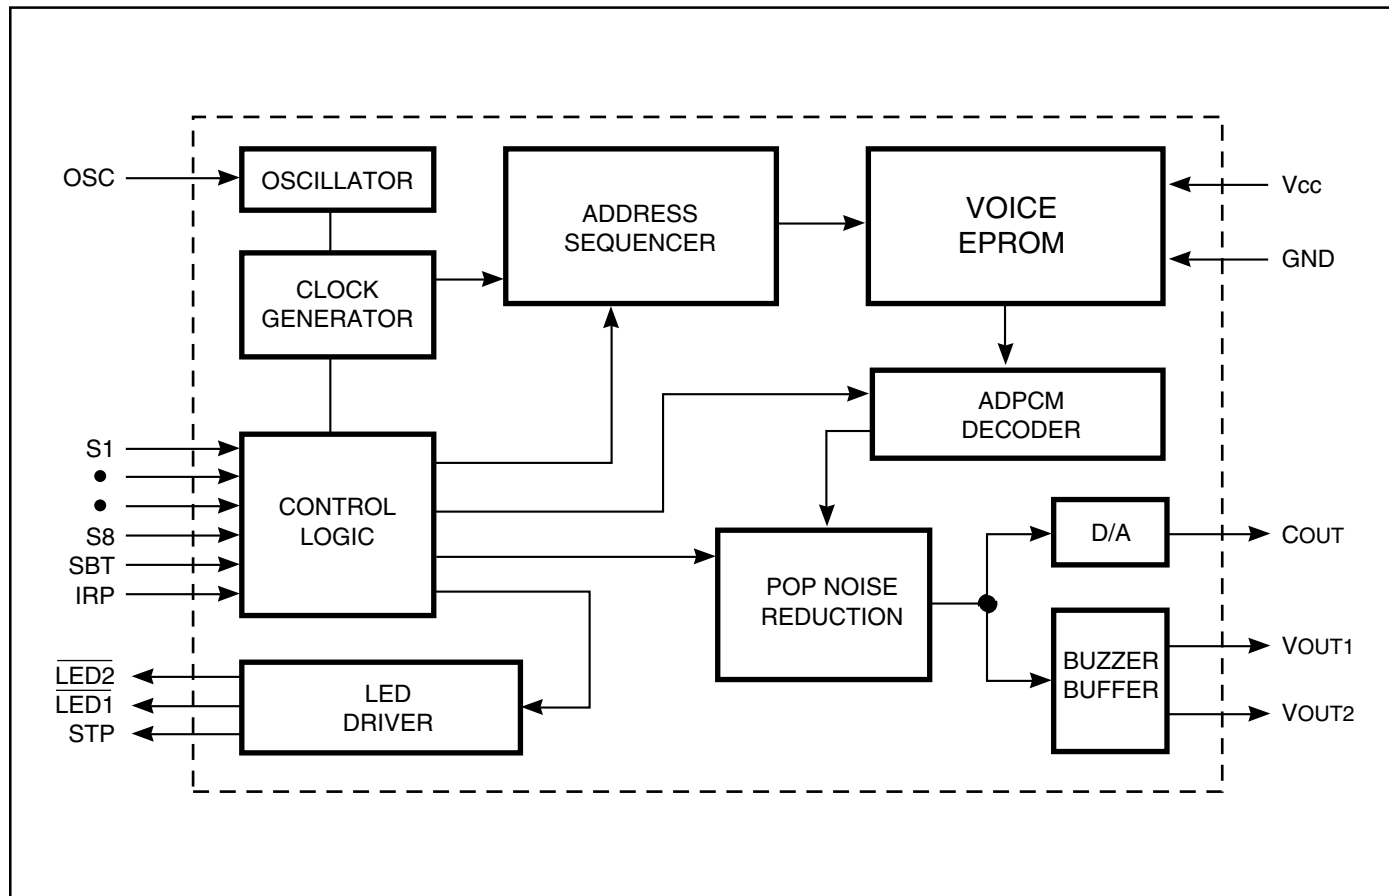 OSC
OSCILLATOR
ADDRESS
SEQUENCER
VOICE
EPROM
Vcc
GND
CLOCK
GENERATOR
ADPCM
DECODER
S1
S8
SBT
IRP
CONTROL
LOGIC
POP NOISE
REDUCTION
D/A
COUT
BUZZER
BUFFER
VOUT1
VOUT2
LED2
LED1
STP
LED
DRIVER